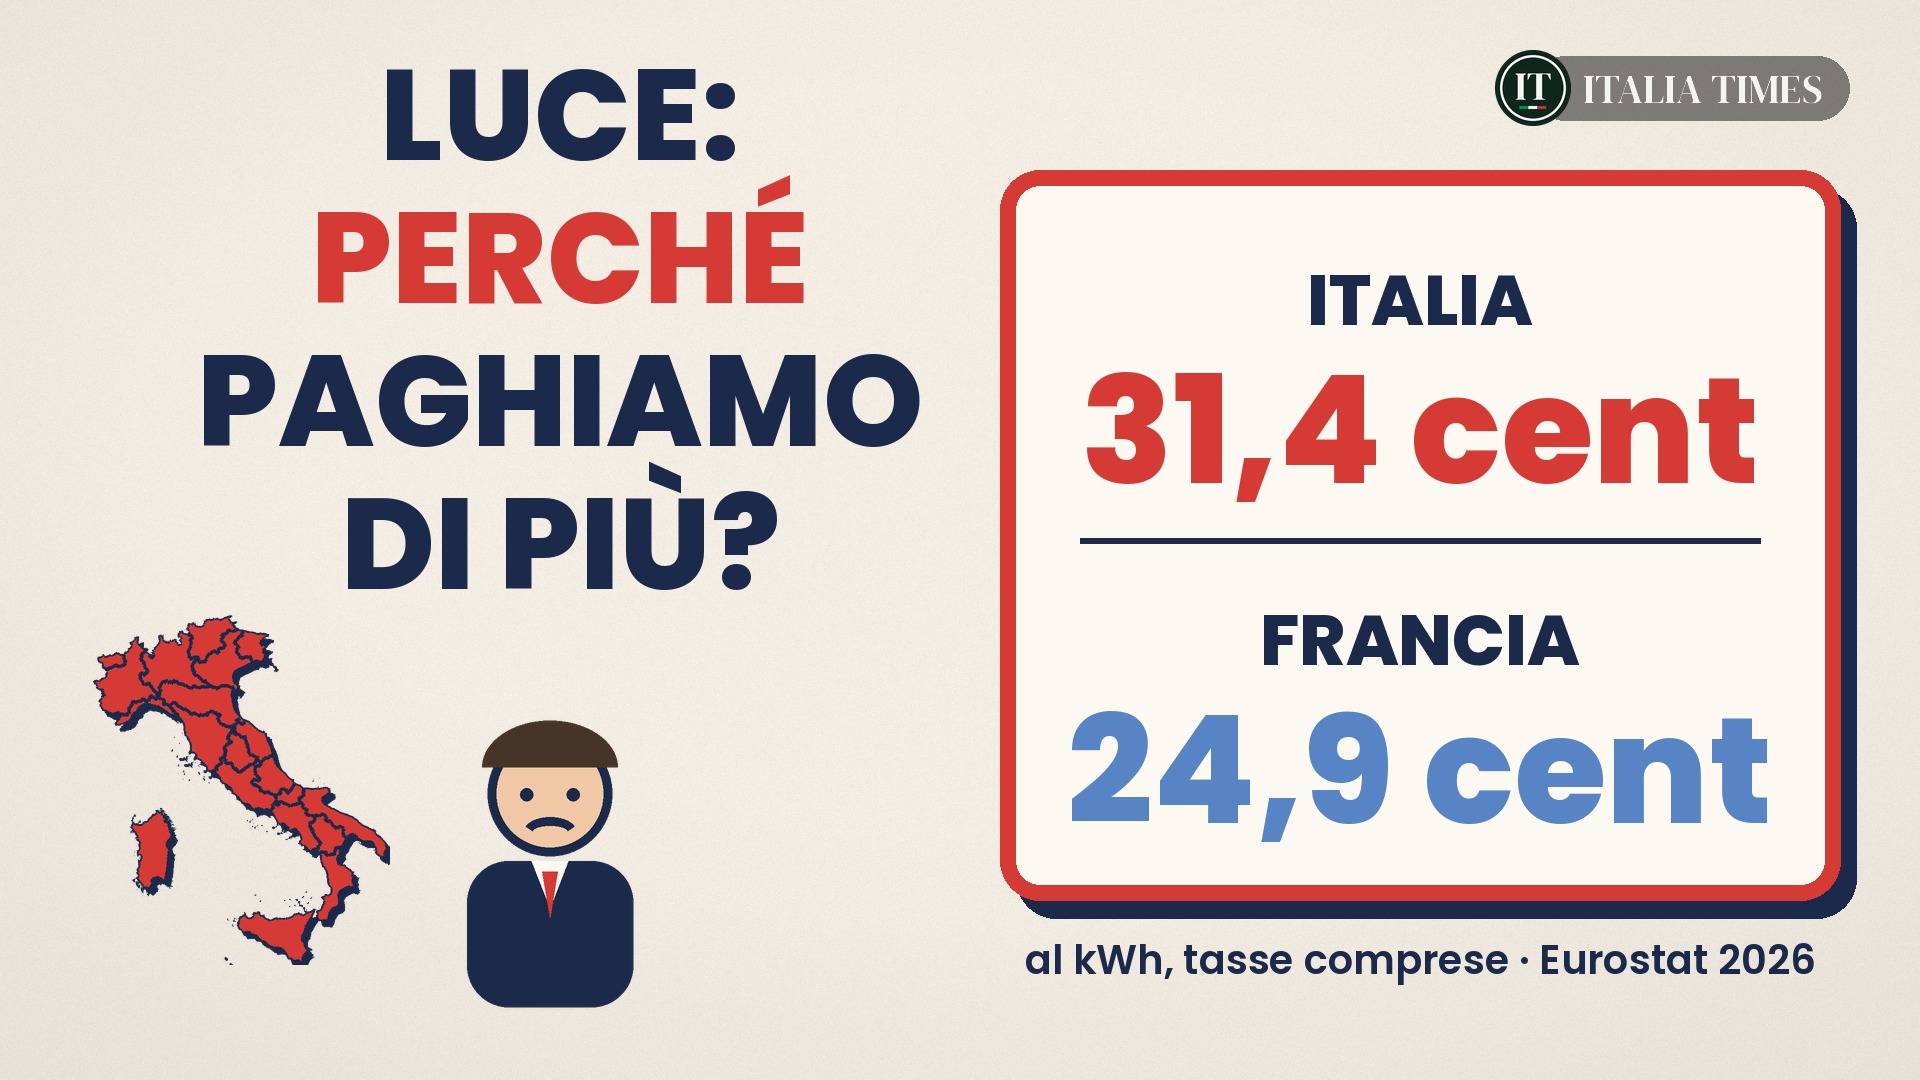 LUCE:
PERCHÉ
PAGHIAMO
DI PIÙ?
IT ITALIA TIMES
ITALIA
31,4 cent
FRANCIA
24,9 cent
al kWh, tasse comprese · Eurostat 2026